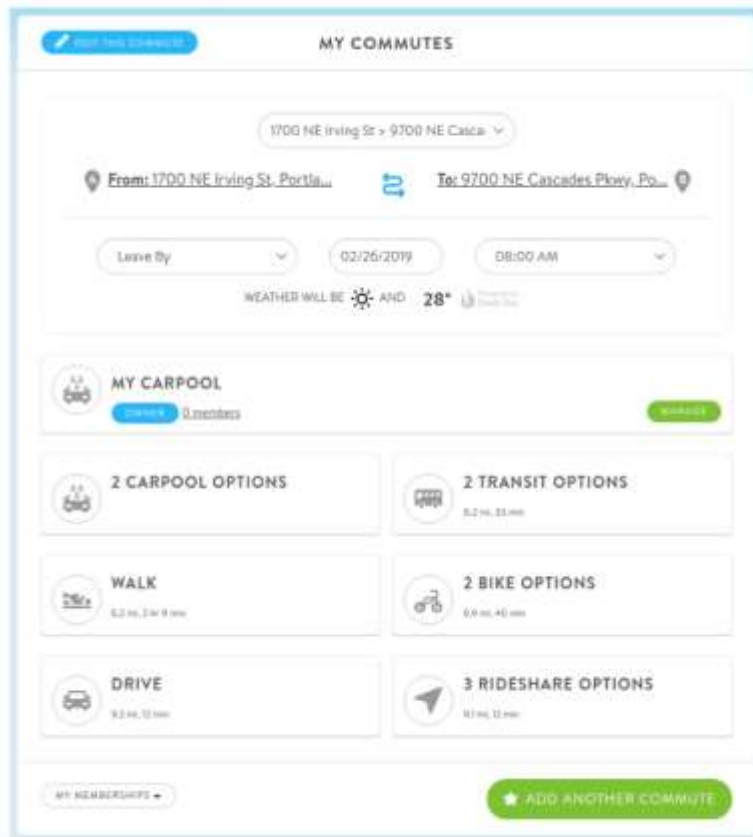 EDIT THIS COMMUTE
MY COMMUTES
1700 NE Irving St > 9700 NE Casca
From: 1700 NE Irving St, Portla...
To: 9700 NE Cascades Pkwy, Po...
Leave By
02/26/2019
08:00 AM
WEATHER WILL BE AND 28°
MY CARPOOL
OWNER 0 members
MANAGE
2 CARPOOL OPTIONS
2 TRANSIT OPTIONS
WALK
2 BIKE OPTIONS
DRIVE
3 RIDESHARE OPTIONS
MY MEMBERSHIPS
ADD ANOTHER COMMUTE